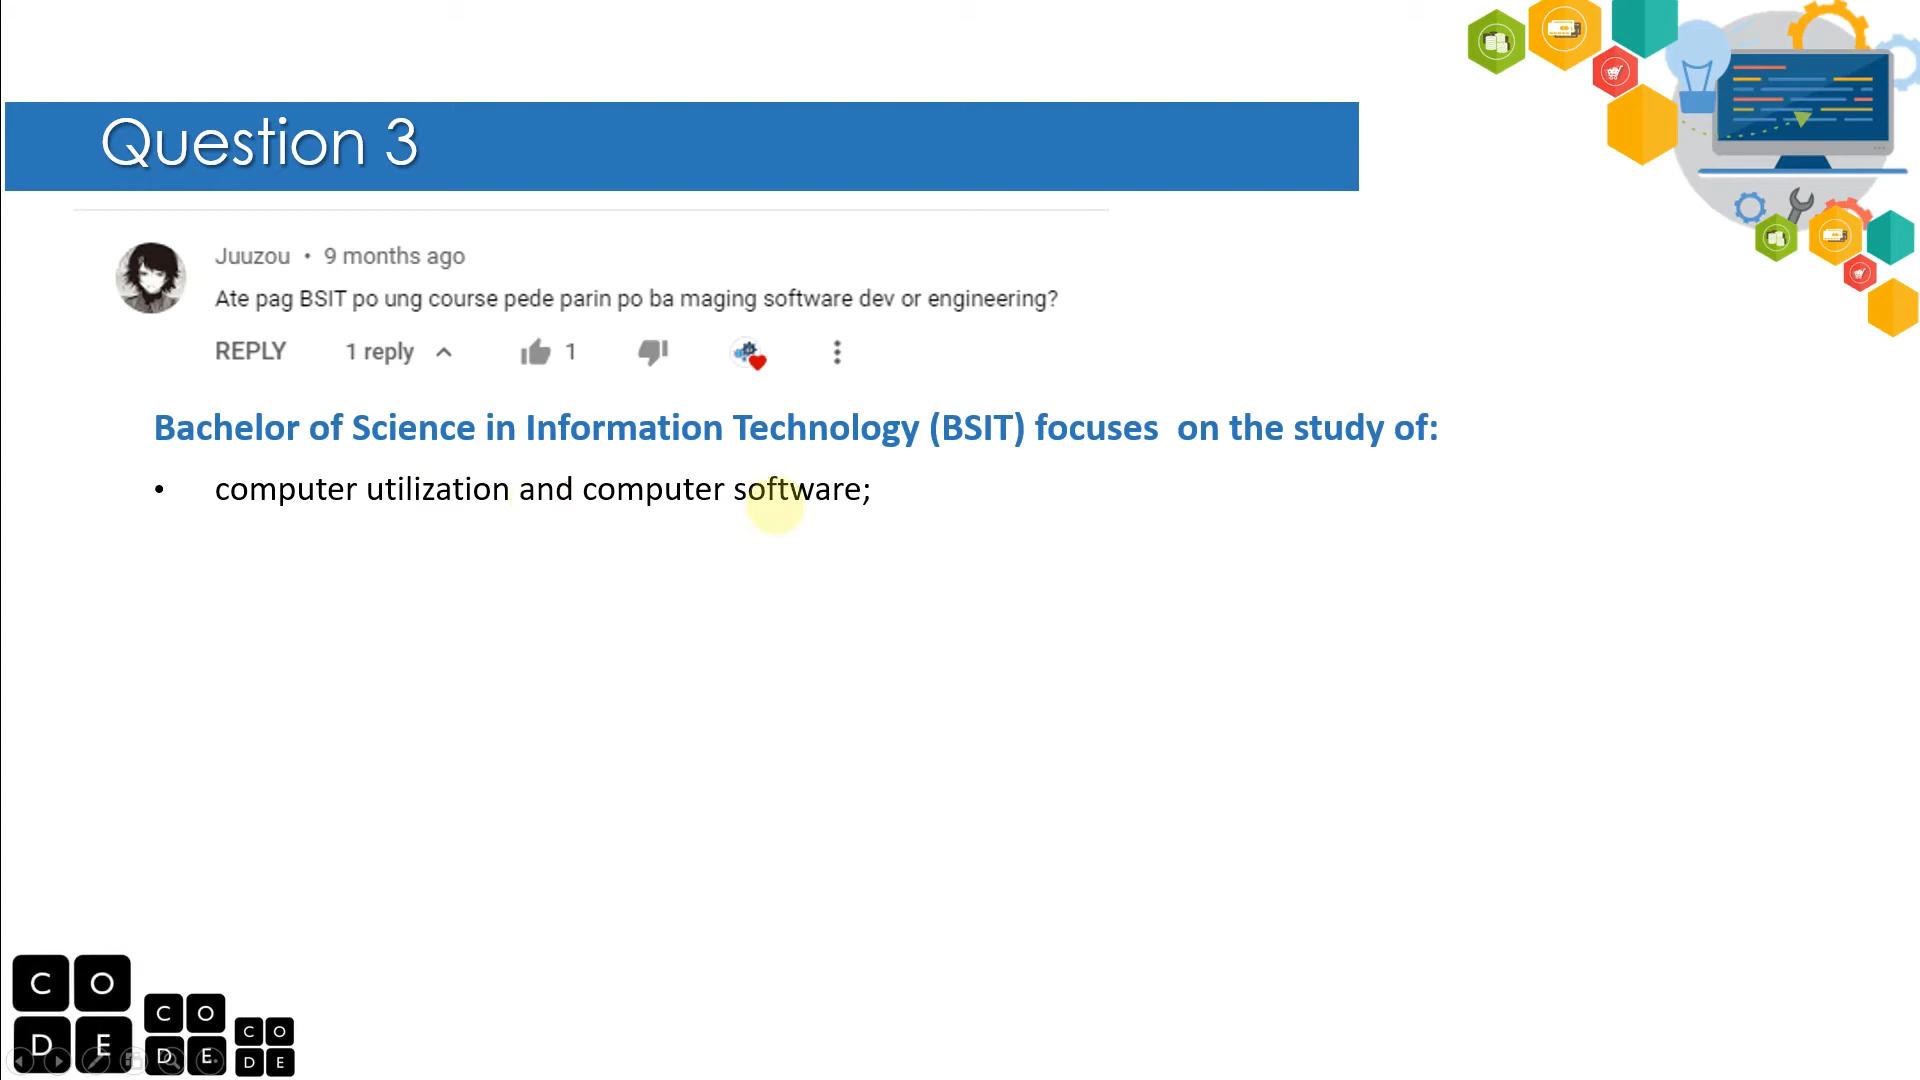 Question 3
Juuzou • 9 months ago
Ate pag BSIT po ung course pede parin po ba maging software dev or engineering?
REPLY 1 reply 1
Bachelor of Science in Information Technology (BSIT) focuses on the study of:
• computer utilization and computer software;
C O
D E
C O
D E
C O
D E